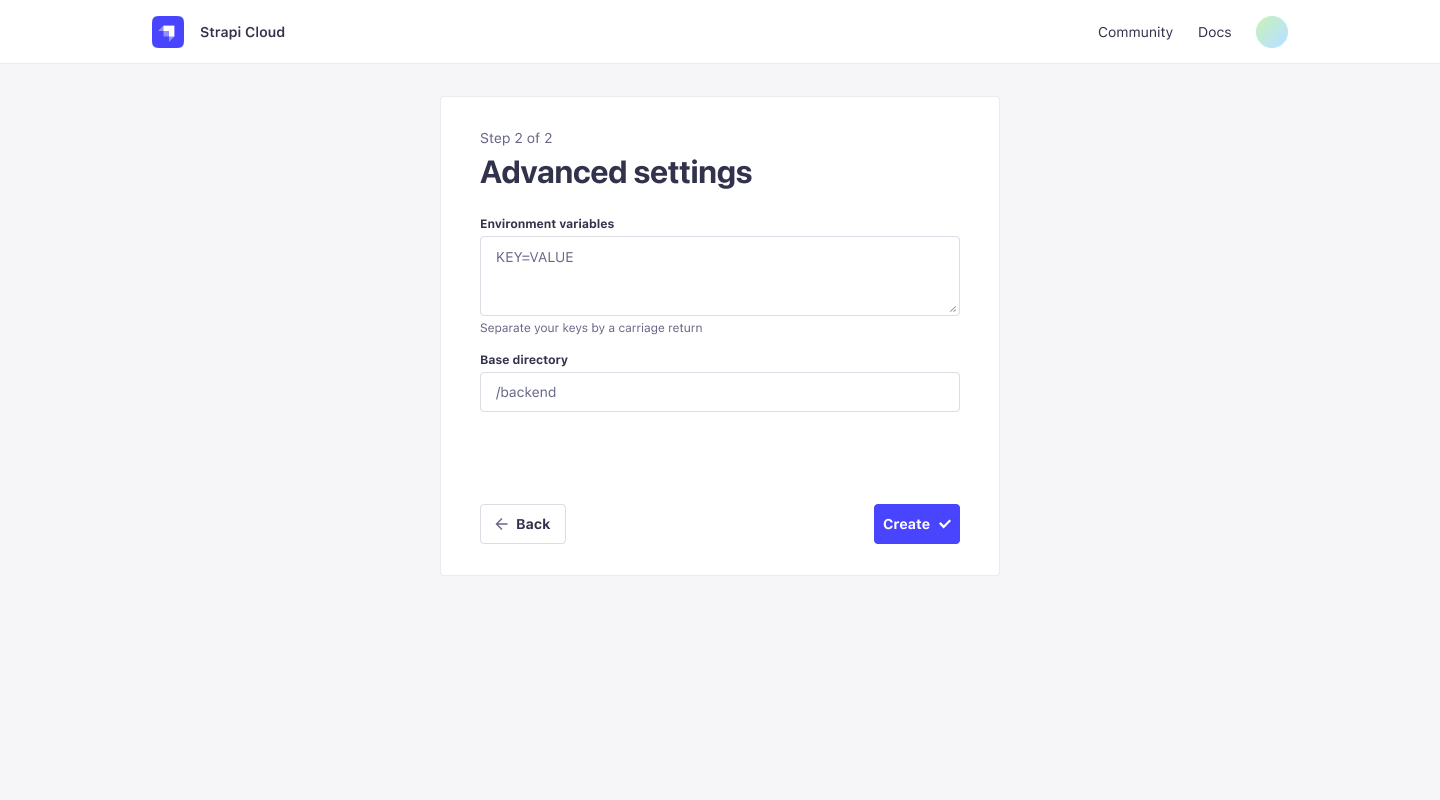 Strapi Cloud
Community
Docs
Step 2 of 2
Advanced settings
Environment variables
KEY=VALUE
Separate your keys by a carriage return
Base directory
/backend
Back
Create